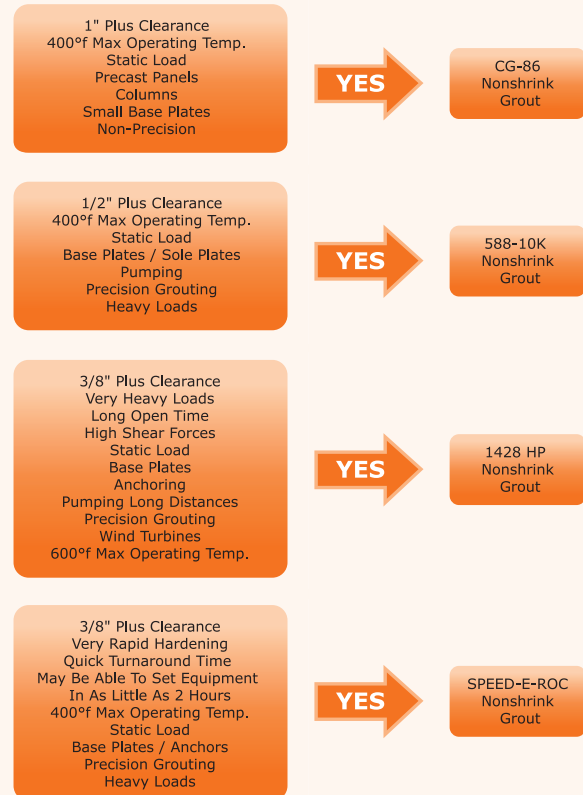 1" Plus Clearance
400°f Max Operating Temp.
Static Load
Precast Panels
Columns
Small Base Plates
Non-Precision
YES
CG-86
Nonshrink
Grout
1/2" Plus Clearance
400°f Max Operating Temp.
Static Load
Base Plates / Sole Plates
Pumping
Precision Grouting
Heavy Loads
YES
588-10K
Nonshrink
Grout
3/8" Plus Clearance
Very Heavy Loads
Long Open Time
High Shear Forces
Static Load
Base Plates
Anchoring
Pumping Long Distances
Precision Grouting
Wind Turbines
600°f Max Operating Temp.
YES
1428 HP
Nonshrink
Grout
3/8" Plus Clearance
Very Rapid Hardening
Quick Turnaround Time
May Be Able To Set Equipment
In As Little As 2 Hours
400°f Max Operating Temp.
Static Load
Base Plates / Anchors
Precision Grouting
Heavy Loads
YES
SPEED-E-ROC
Nonshrink
Grout